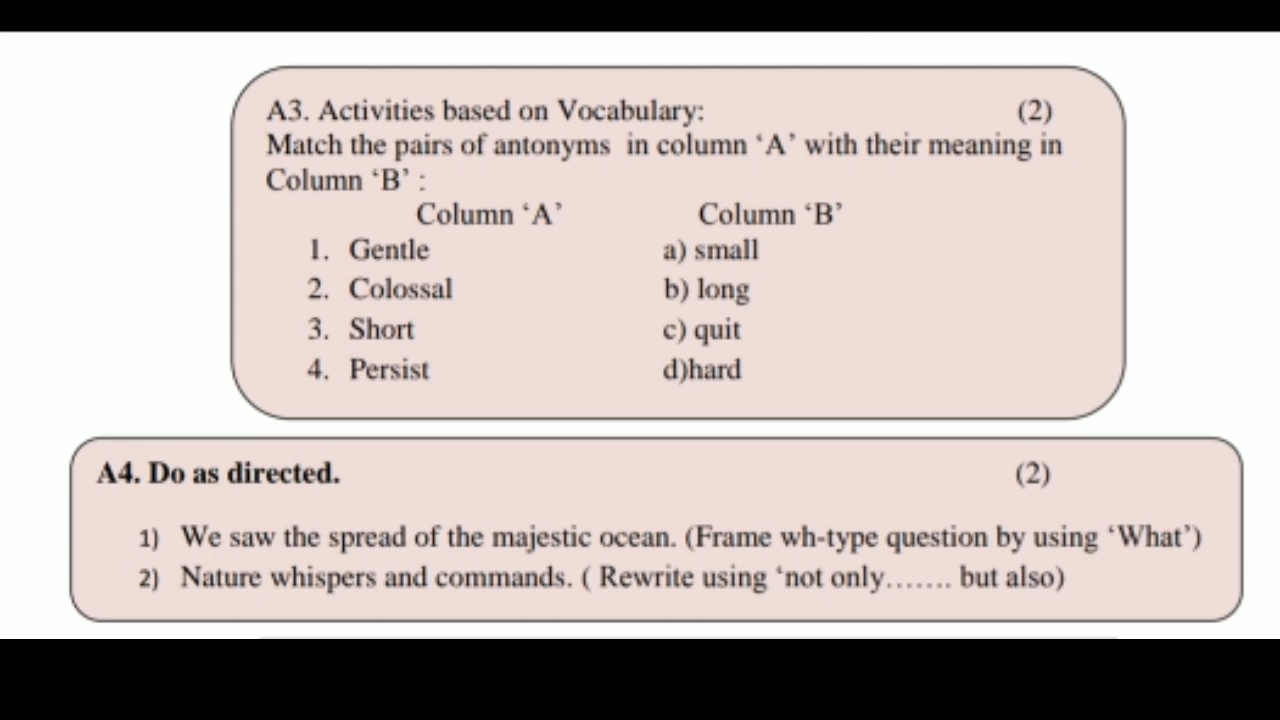 A3. Activities based on Vocabulary: (2)
Match the pairs of antonyms in column ‘A’ with their meaning in
Column ‘B’ :
Column ‘A’ Column ‘B’
1. Gentle a) small
2. Colossal b) long
3. Short c) quit
4. Persist d)hard
A4. Do as directed. (2)
1) We saw the spread of the majestic ocean. (Frame wh-type question by using ‘What’)
2) Nature whispers and commands. ( Rewrite using ‘not only……. but also)